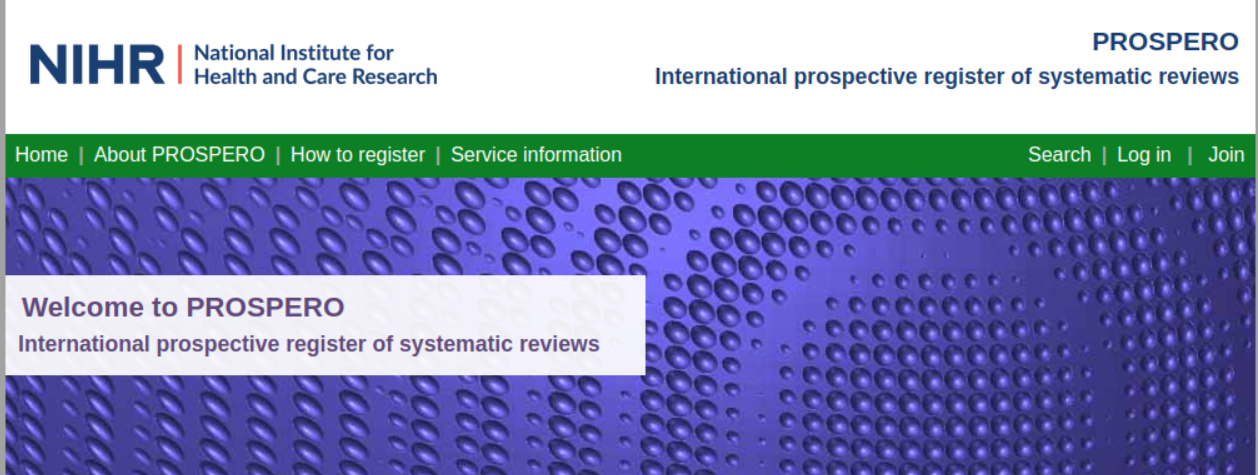 NIHR | National Institute for
Health and Care Research
PROSPERO
International prospective register of systematic reviews
Home | About PROSPERO | How to register | Service information
Search | Log in | Join
Welcome to PROSPERO
International prospective register of systematic reviews